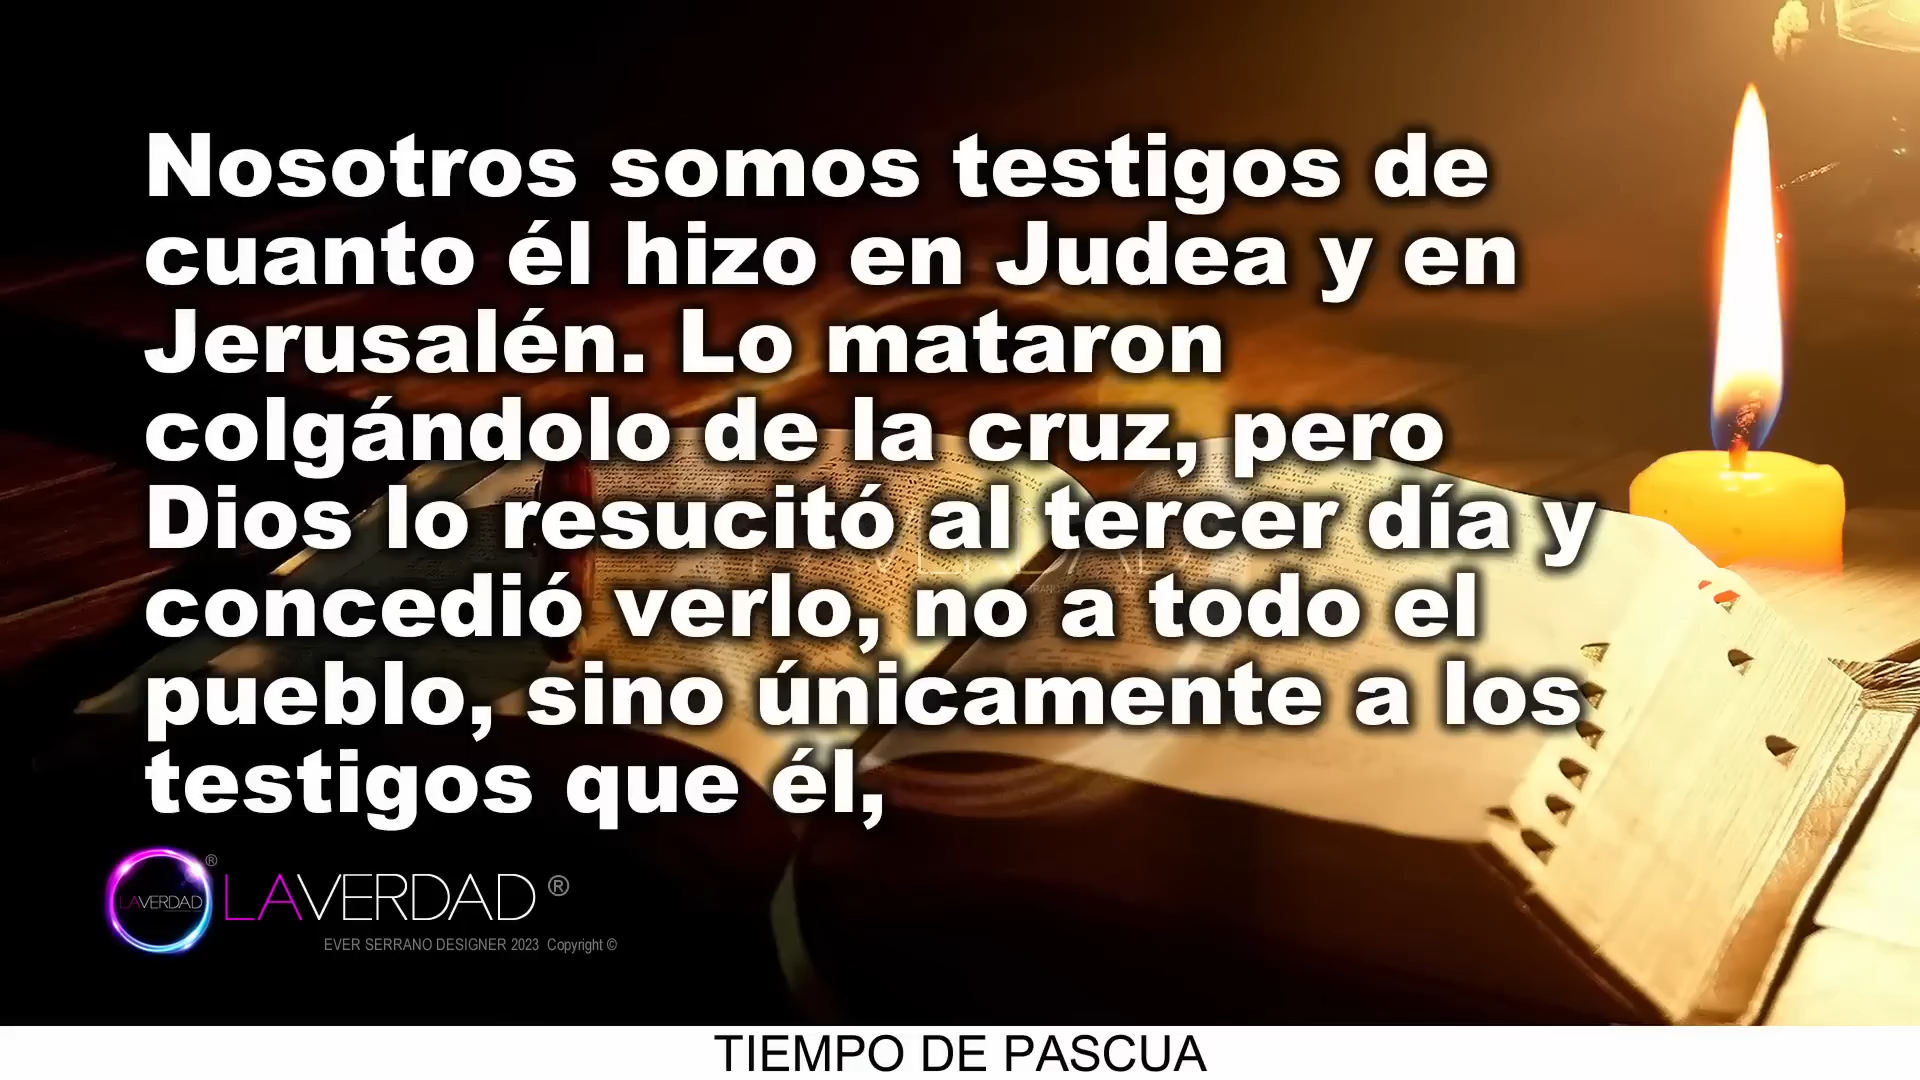 Nosotros somos testigos de
cuanto él hizo en Judea y en
Jerusalén. Lo mataron
colgándolo de la cruz, pero
Dios lo resucitó al tercer día y
concedió verlo, no a todo el
pueblo, sino únicamente a los
testigos que él,
LAVERDAD ®
LAVERDAD ®
EVER SERRANO DESIGNER 2023 Copyright ©
TIEMPO DE PASCUA